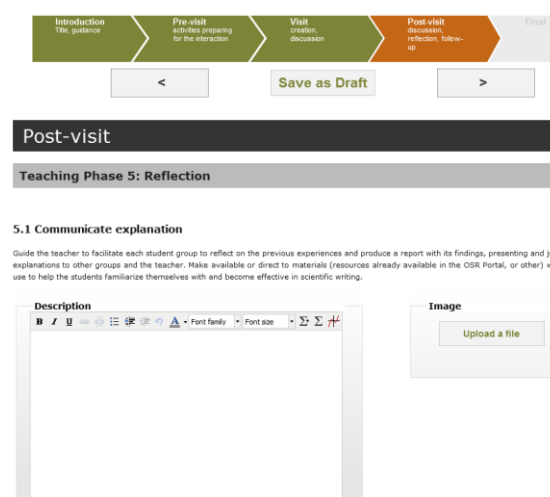 Introduction
Title, guidance
Pre-visit
activities preparing
for the interaction
Visit
creation,
discussion
Post-visit
discussion,
reflection, follow-
up
Final
<
Save as Draft
>
Post-visit
Teaching Phase 5: Reflection
5.1 Communicate explanation
Guide the teacher to facilitate each student group to reflect on the previous experiences and produce a report with its findings, presenting and
explanations to other groups and the teacher. Make available or direct to materials (resources already available in the OSR Portal, or other)
use to help the students familiarize themselves with and become effective in scientific writing.
Description
Image
B I U
A Font family Font size Σ Σ
Upload a file